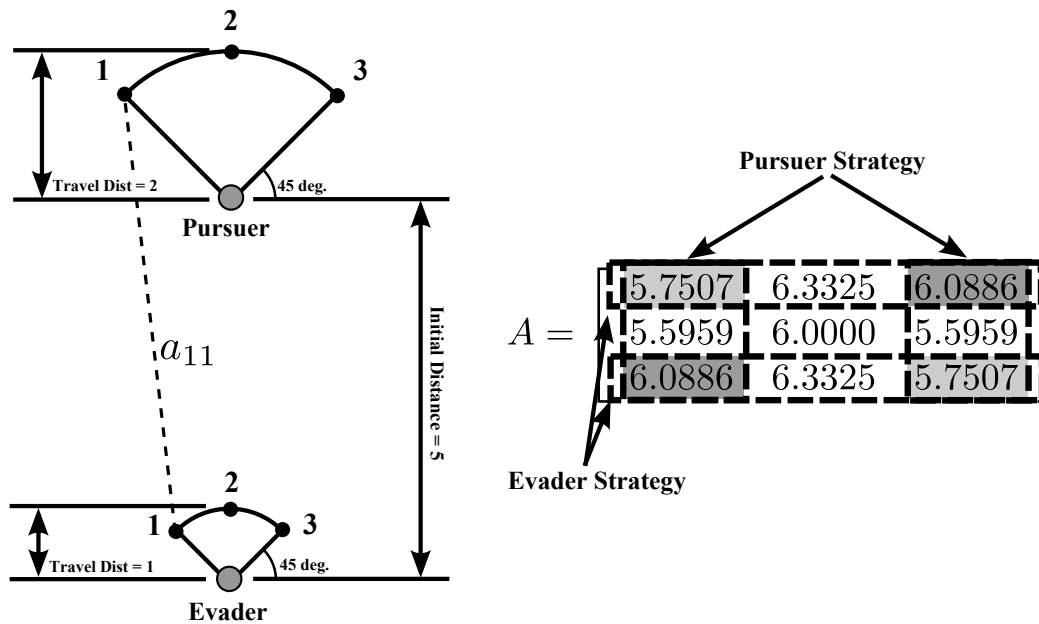 2
1
3
Travel Dist = 2
45 deg.
Pursuer
Initial Distance = 5
a₁₁
2
1
3
Travel Dist = 1
45 deg.
Evader
Pursuer Strategy
5.7507 6.3325 6.0886
A = 5.5959 6.0000 5.5959
6.0886 6.3325 5.7507
Evader Strategy